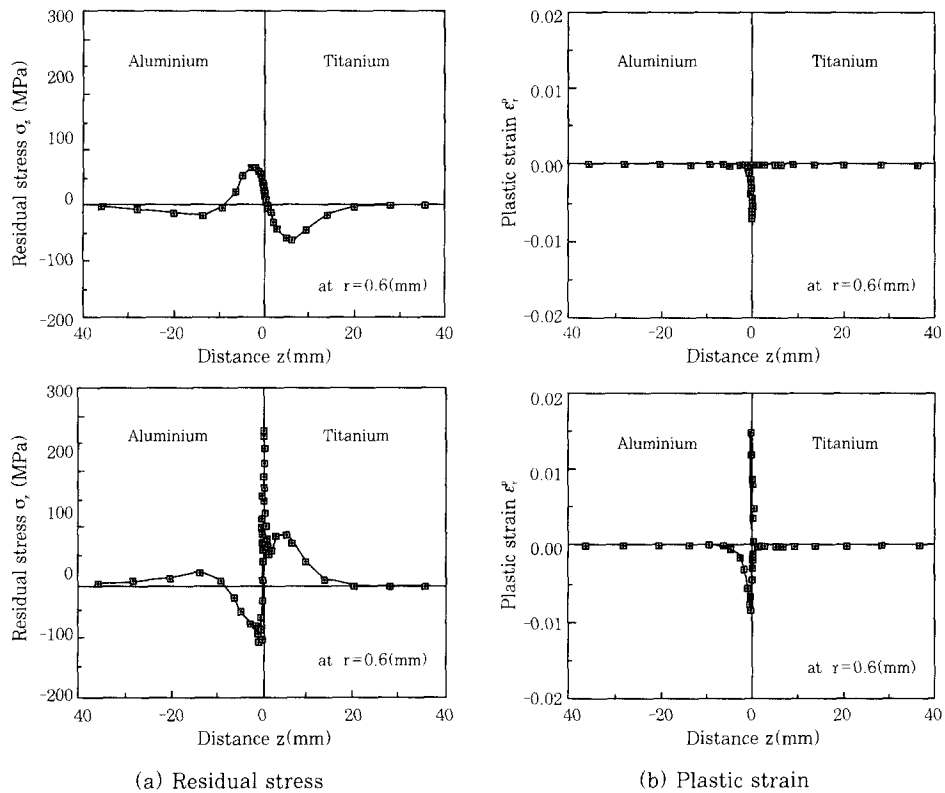 Residual stress σz (MPa)
300
200
100
0
-100
-200
Aluminium
Titanium
at r=0.6(mm)
-40
-20
0
20
40
Distance z(mm)
Plastic strain εᵖr
0.02
0.01
0.00
-0.01
-0.02
Aluminium
Titanium
at r=0.6(mm)
-40
-20
0
20
40
Distance z(mm)
Residual stress σz (MPa)
300
200
100
0
-100
-200
Aluminium
Titanium
at r=0.6(mm)
-40
-20
0
20
40
Distance z(mm)
Plastic strain εᵖr
0.02
0.01
0.00
-0.01
-0.02
Aluminium
Titanium
at r=0.6(mm)
40
-20
0
20
40
Distance z(mm)
(a) Residual stress
(b) Plastic strain